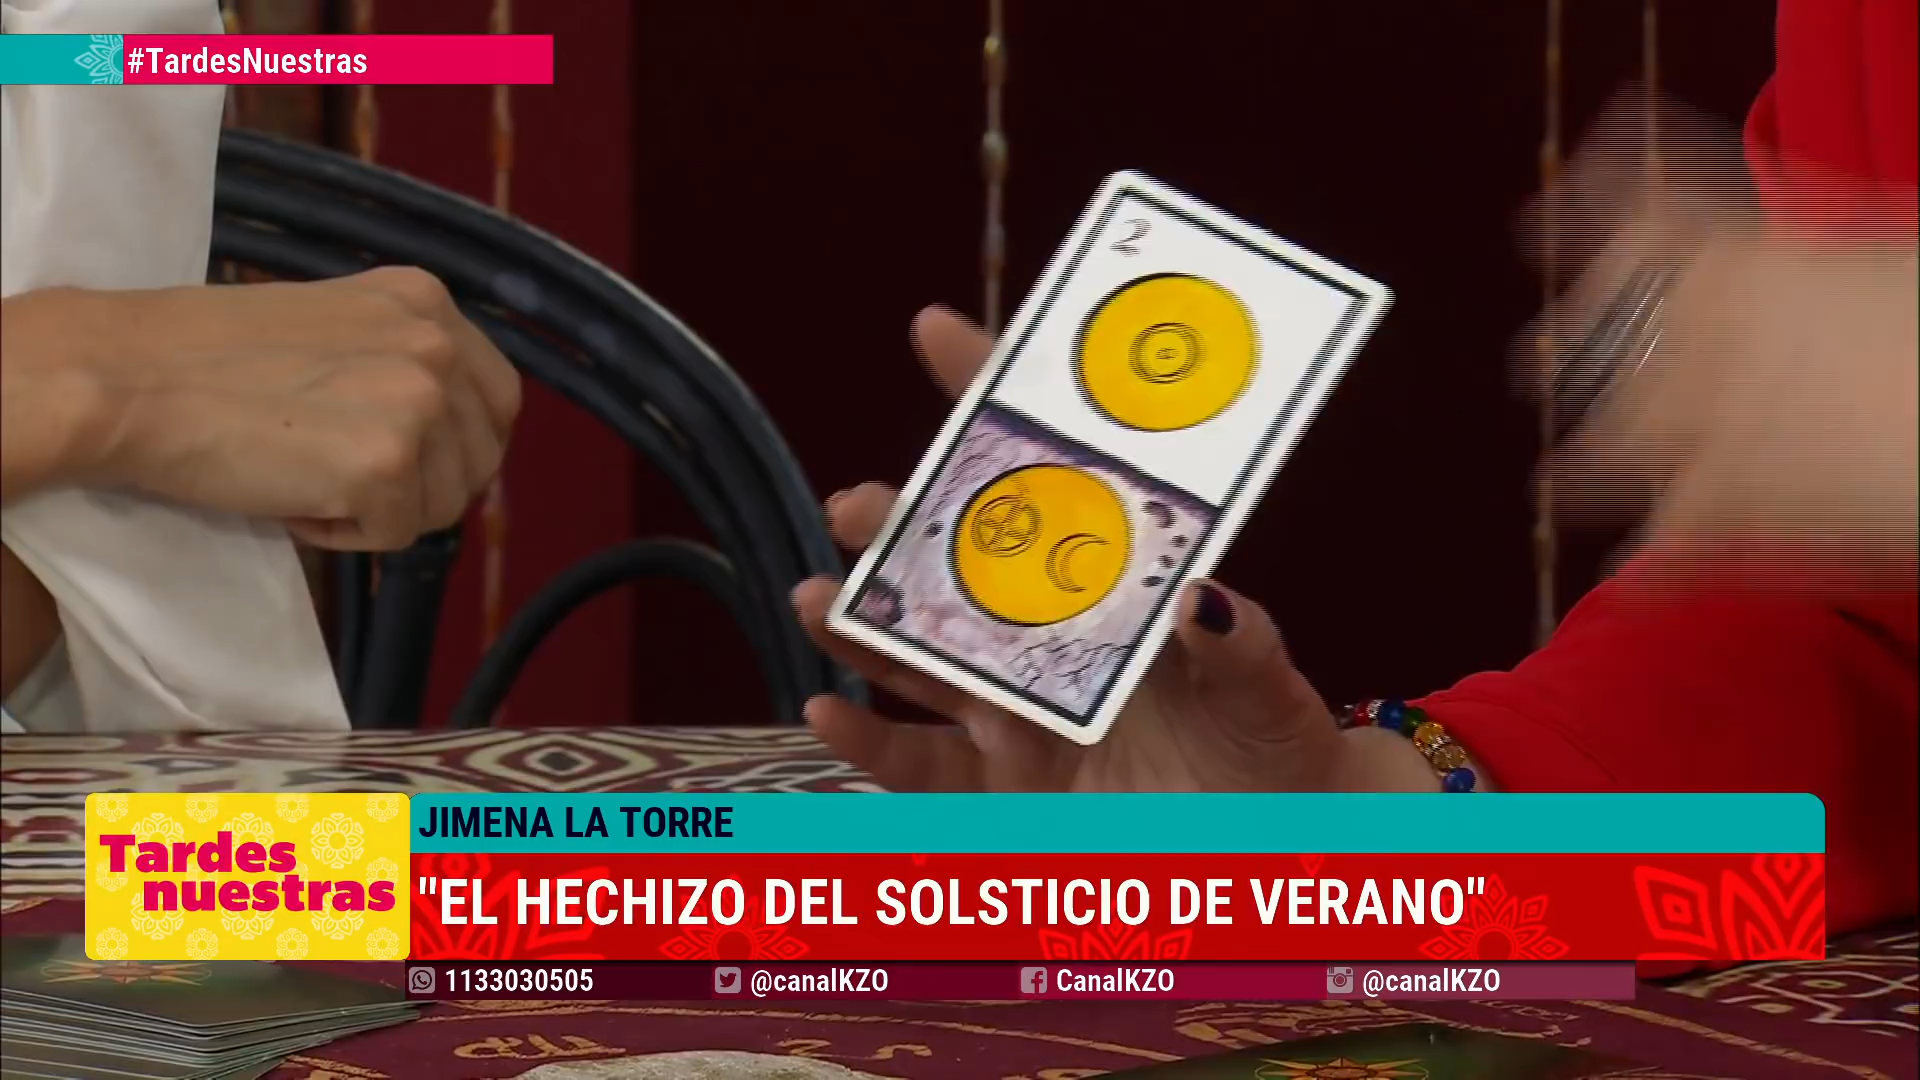 #TardesNuestras
2
JIMENA LA TORRE
Tardes
nuestras
"EL HECHIZO DEL SOLSTICIO DE VERANO"
1133030505 @canalKZO CanalKZO @canalKZO